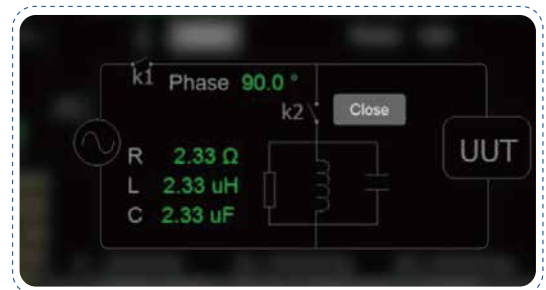 k1 Phase 90.0 °
k2 Close
UUT
R 2.33 Ω
L 2.33 uH
C 2.33 uF